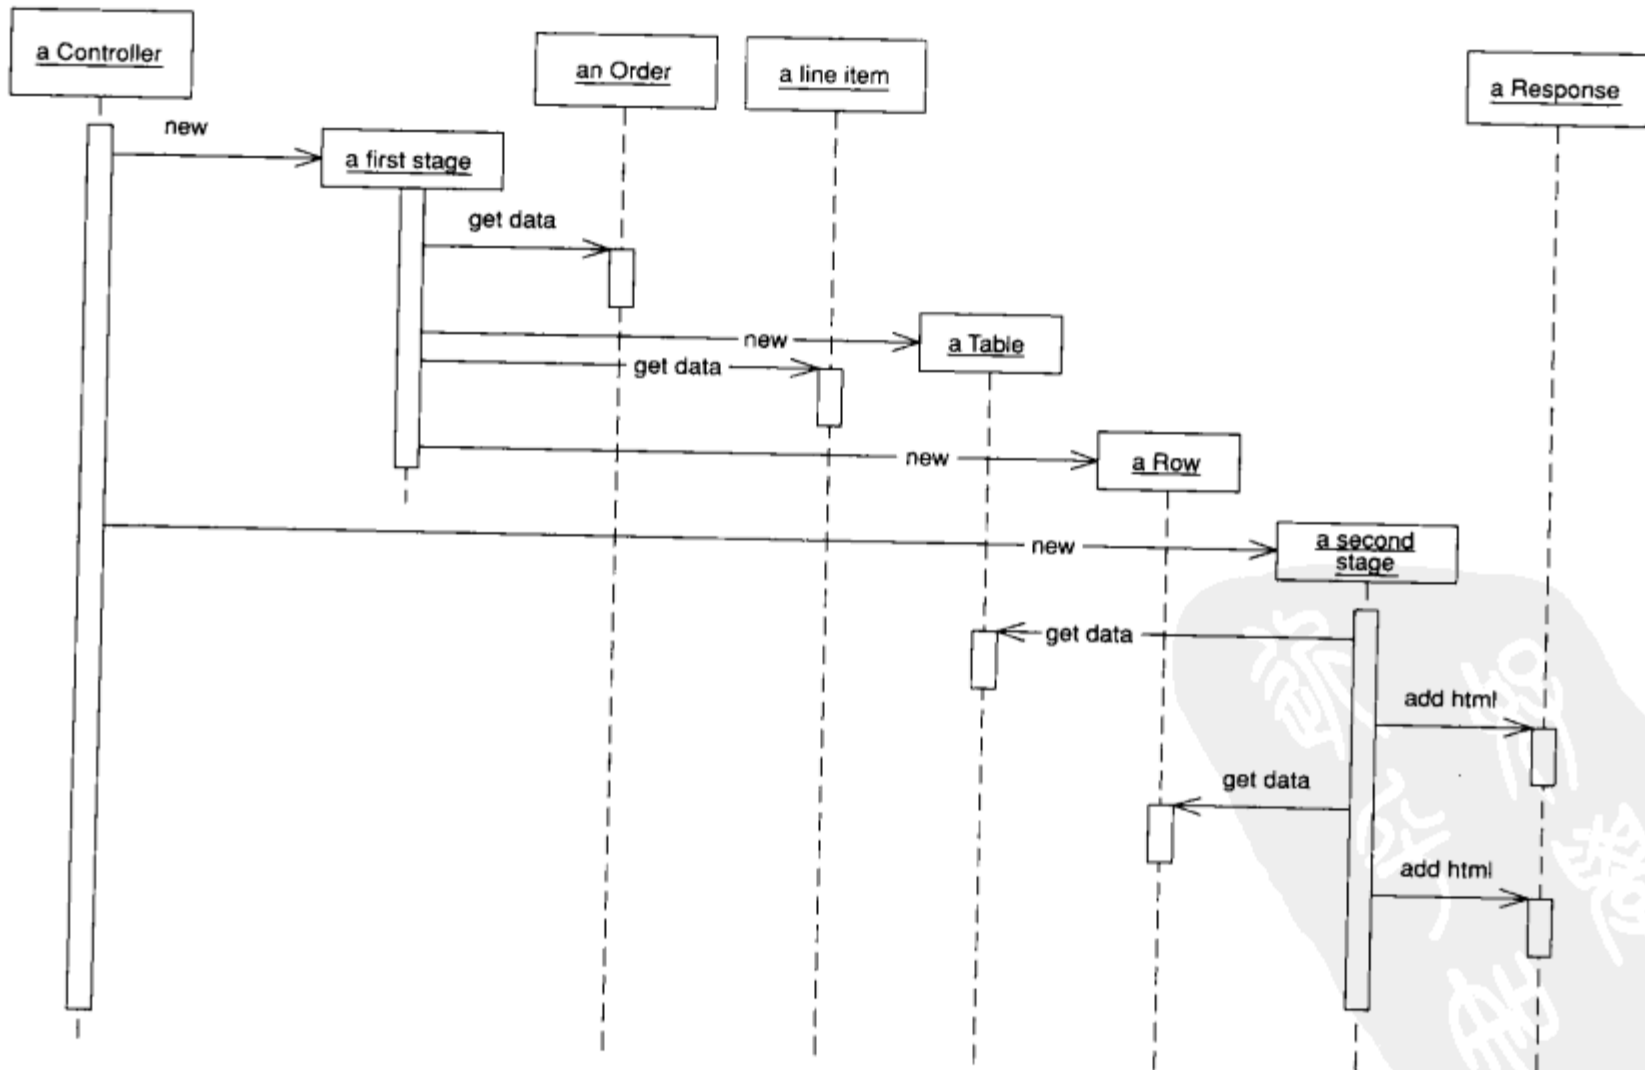 a Controller
an Order
a line item
a Response
new
a first stage
get data
new
a Table
get data
new
a Row
new
a second
stage
get data
add html
get data
add html